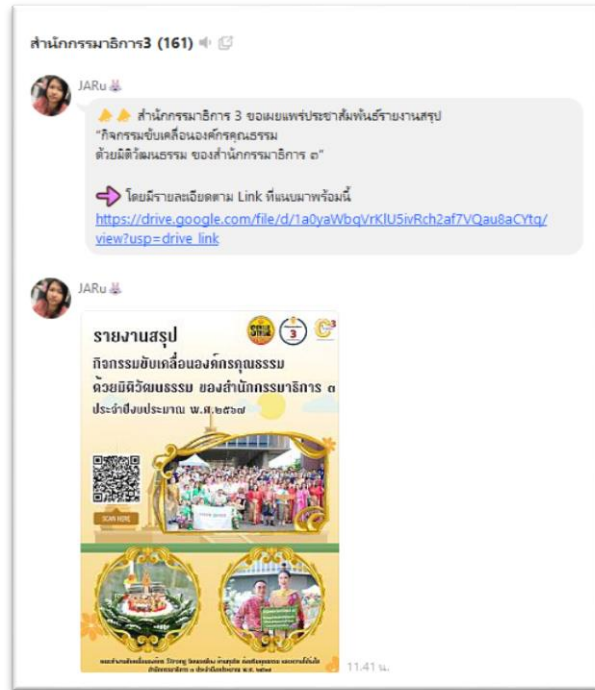 สำนักกรรมาธิการ3 (161)
JARu
สำนักกรรมาธิการ 3 ขอเผยแพร่ประชาสัมพันธ์รายงานสรุป
"กิจกรรมขับเคลื่อนองค์กรคุณธรรม
ด้วยมิติวัฒนธรรม ของสำนักกรรมาธิการ ๓"
โดยมีรายละเอียดตาม Link ที่แนบมาพร้อมนี้
https://drive.google.com/file/d/1a0yaWbqVrKlU5ivRch2af7VQau8aCYtq/
view?usp=drive_link
JARu
รายงานสรุป
3
กิจกรรมขับเคลื่อนองค์กรคุณธรรม
ด้วยมิติวัฒนธรรม ของสำนักกรรมาธิการ ๓
ประจำปีงบประมาณ พ.ศ.๒๕๖๗
SCAN HERE
11.41 น.